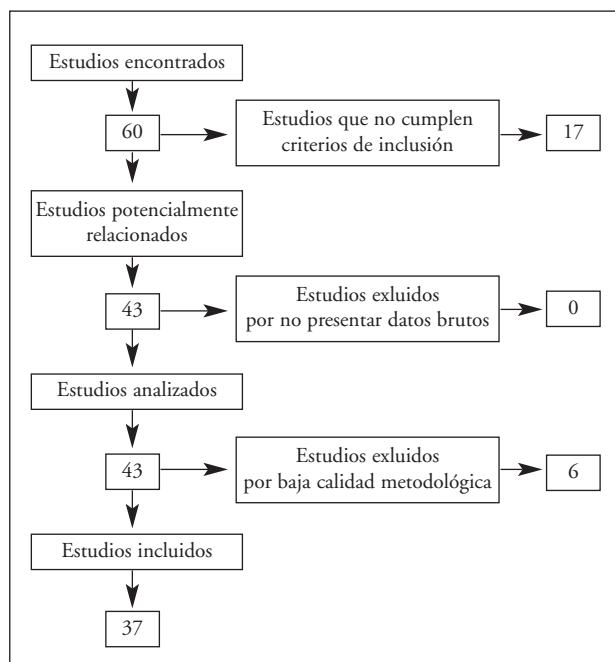 Estudios encontrados
60
Estudios que no cumplen
criterios de inclusión
17
Estudios potencialmente
relacionados
43
Estudios exluidos
por no presentar datos brutos
0
Estudios analizados
43
Estudios exluidos
por baja calidad metodológica
6
Estudios incluidos
37